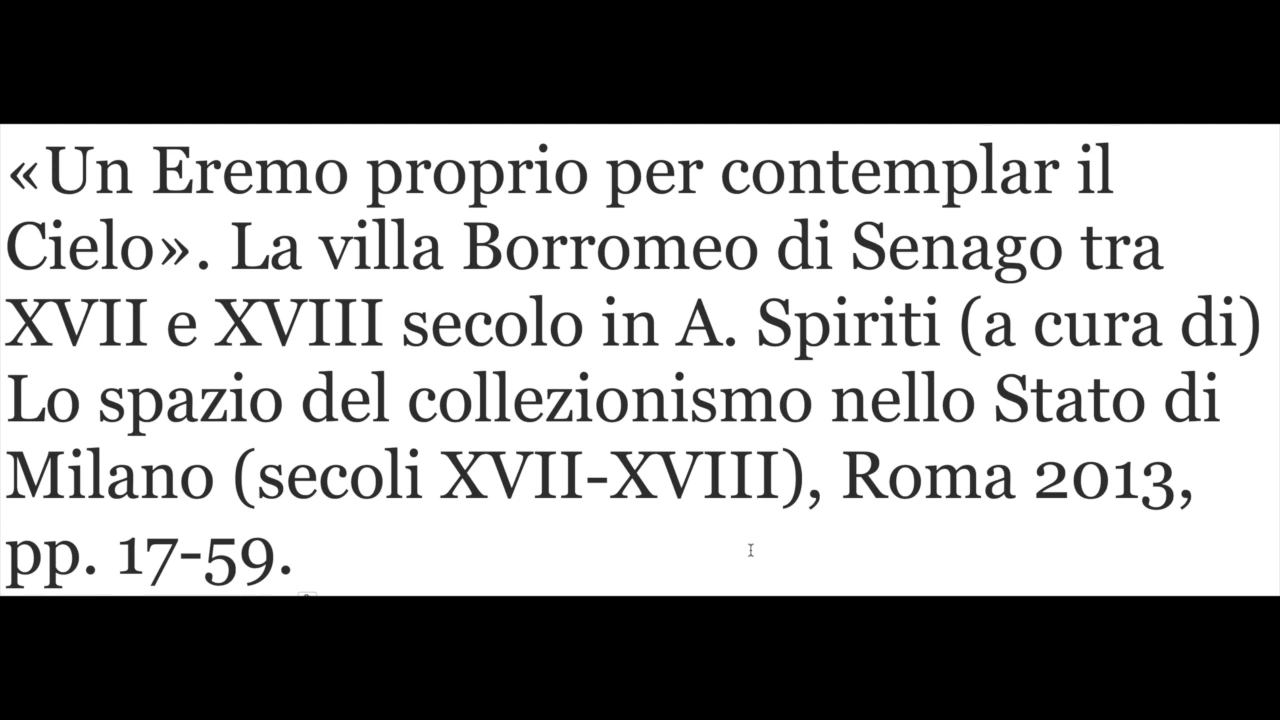 «Un Eremo proprio per contemplar il
Cielo». La villa Borromeo di Senago tra
XVII e XVIII secolo in A. Spiriti (a cura di)
Lo spazio del collezionismo nello Stato di
Milano (secoli XVII-XVIII), Roma 2013,
pp. 17-59.